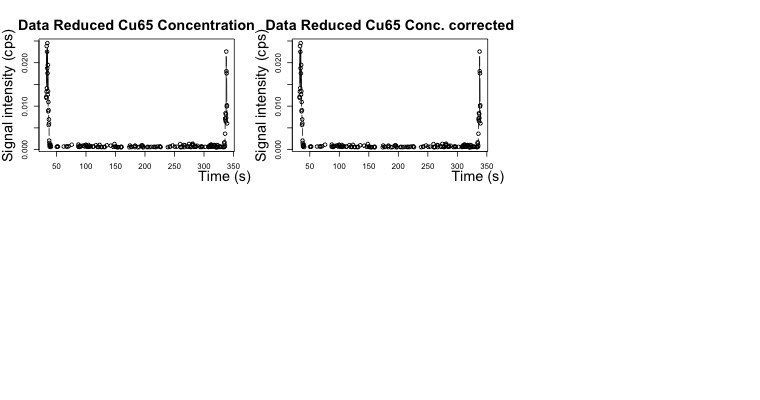 Data Reduced Cu65 Concentration
Signal intensity (cps)
0.000 0.010 0.020
50 100 150 200 250 300 350
Time (s)
Data Reduced Cu65 Conc. corrected
Signal intensity (cps)
0.000 0.010 0.020
50 100 150 200 250 300 350
Time (s)